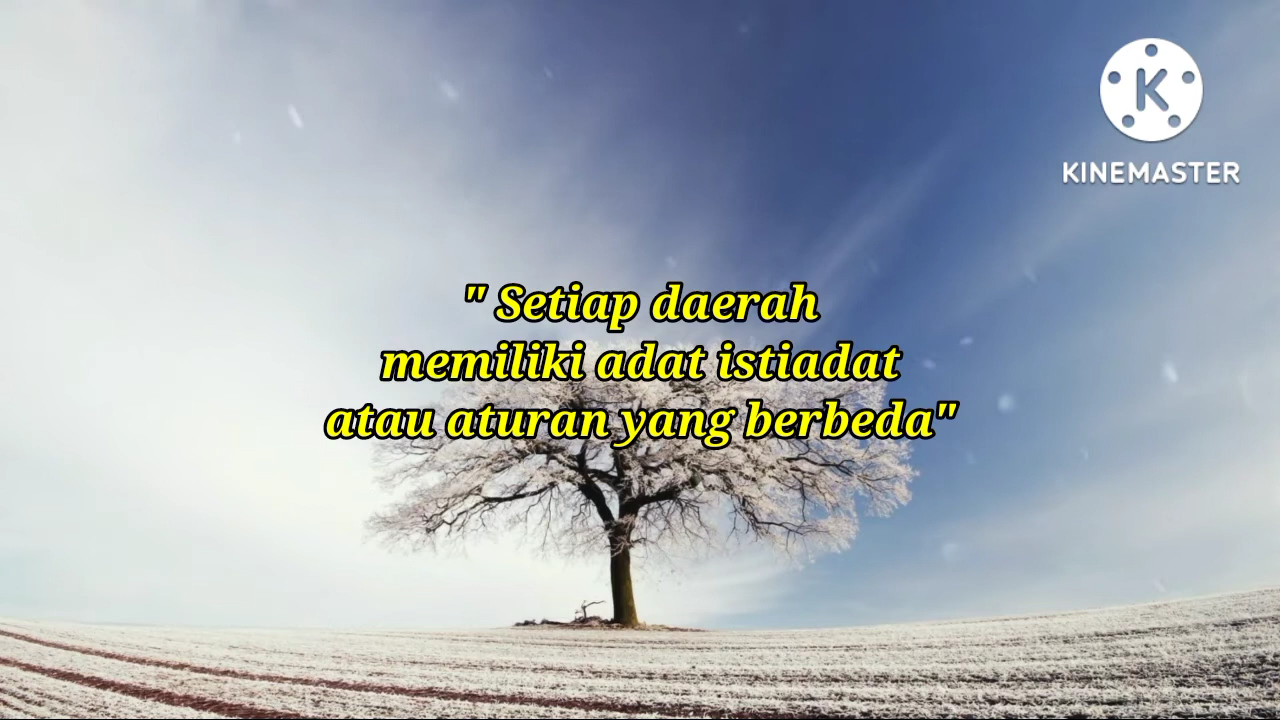 KINEMASTER
" Setiap daerah
memiliki adat istiadat
atau aturan yang berbeda"